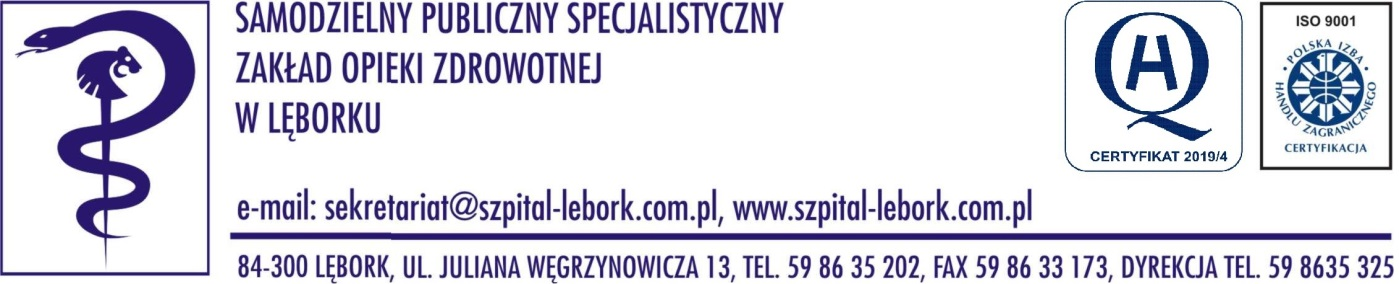 SAMODZIELNY PUBLICZNY SPECJALISTYCZNY
ZAKŁAD OPIEKI ZDROWOTNEJ
W LĘBORKU
e-mail: sekretariat@szpital-lebork.com.pl, www.szpital-lebork.com.pl
84-300 LĘBORK, UL. JULIANA WĘGRZYNOWICZA 13, TEL. 59 86 35 202, FAX 59 86 33 173, DYREKCJA TEL. 59 8635 325
HQ
CERTYFIKAT 2019/4
ISO 9001
POLSKA IZBA
HANDLU ZAGRANICZNEGO
CERTYFIKACJA